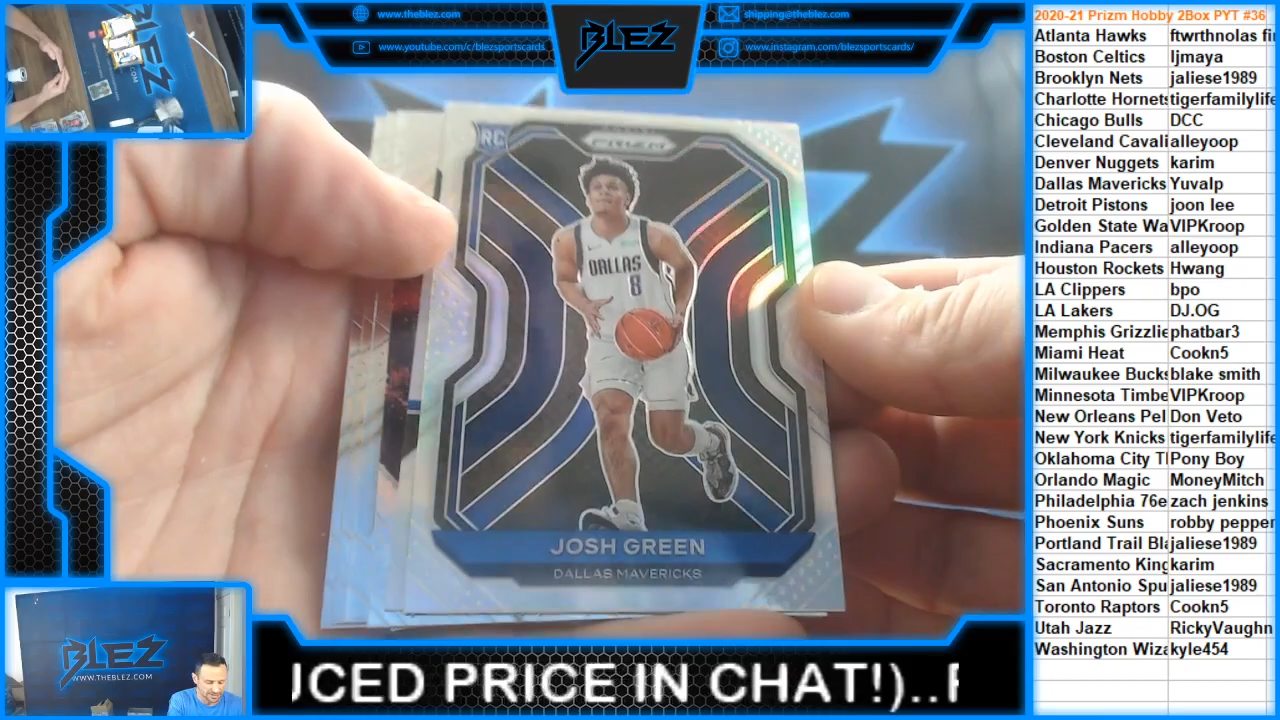 www.theblez.com
shipping@theblez.com
www.youtube.com/c/blezsportscards
www.instagram.com/blezsportscards/
BLEZ
RC
PRIZM
DALLAS
8
JOSH GREEN
DALLAS MAVERICKS
BLEZ
WWW.THEBLEZ.COM
UCED PRICE IN CHAT!)..F
2020-21 Prizm Hobby 2Box PYT #36
Atlanta Hawks ftwrthnolas fi
Boston Celtics ljmaya
Brooklyn Nets jaliese1989
Charlotte Hornets tigerfamilylife
Chicago Bulls DCC
Cleveland Cavali alleyoop
Denver Nuggets karim
Dallas Mavericks Yuvalp
Detroit Pistons joon lee
Golden State Wa VIPKroop
Indiana Pacers alleyoop
Houston Rockets Hwang
LA Clippers bpo
LA Lakers DJ.OG
Memphis Grizzlie phatbar3
Miami Heat Cookn5
Milwaukee Bucks blake smith
Minnesota Timbe VIPKroop
New Orleans Pel Don Veto
New York Knicks tigerfamilylife
Oklahoma City T Pony Boy
Orlando Magic MoneyMitch
Philadelphia 76e zach jenkins
Phoenix Suns robby pepper
Portland Trail Bla jaliese1989
Sacramento King karim
San Antonio Spu jaliese1989
Toronto Raptors Cookn5
Utah Jazz RickyVaughn
Washington Wiza kyle454